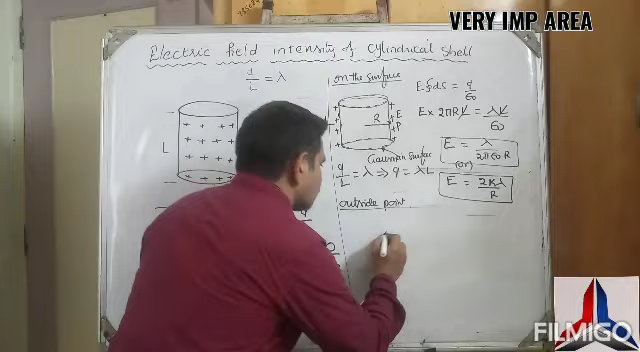 VERY IMP AREA
Electric field intensity of cylindrical shell
q/L = λ
L
on the surface
R
E
P
Gaussian surface
q/L = λ ⇒ q = λL
E∮ds = q/ε0
E × 2πRL = λL/ε0
E = λ/2πε0R
(or)
E = 2Kλ/R
outside point
FILMIGO